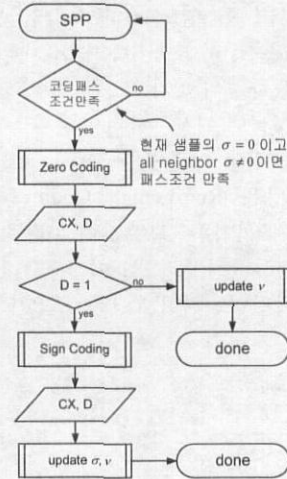 SPP
코딩패스
조건만족
no
yes
현재 샘플의 σ = 0 이고
all neighbor σ ≠ 0 이면
패스조건 만족
Zero Coding
CX, D
D = 1
no
update ν
yes
done
Sign Coding
CX, D
update σ, ν
done